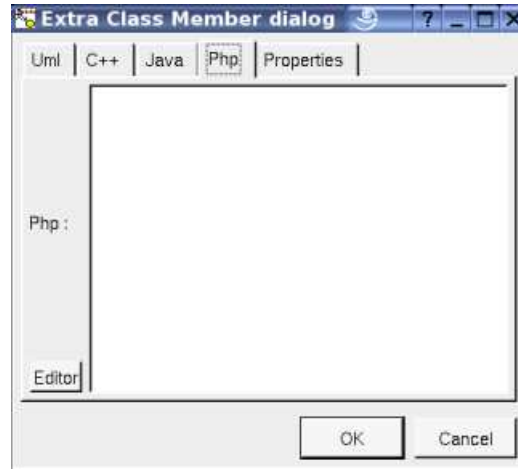 Extra Class Member dialog
Uml C++ Java Php Properties
Php :
Editor
OK Cancel